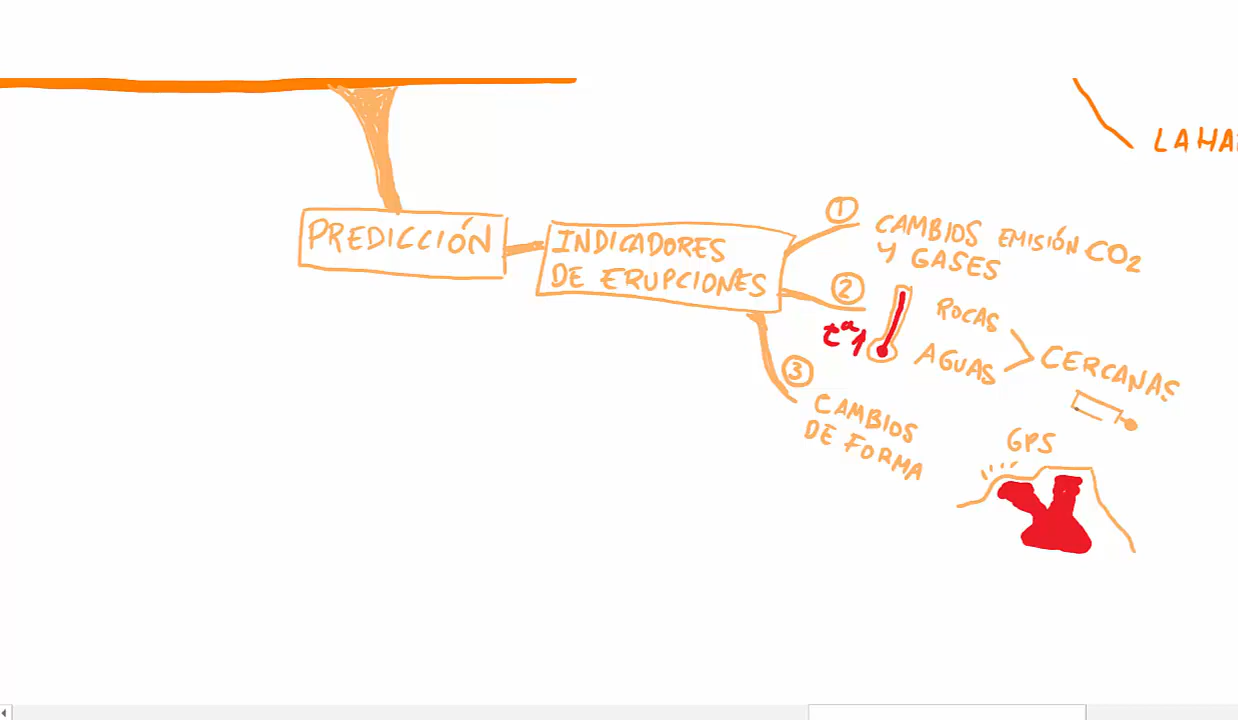 PREDICCIÓN
INDICADORES
DE ERUPCIONES
1
CAMBIOS EMISIÓN CO2
Y GASES
2
tª↑
ROCAS
AGUAS
CERCANAS
3
CAMBIOS
DE FORMA
GPS